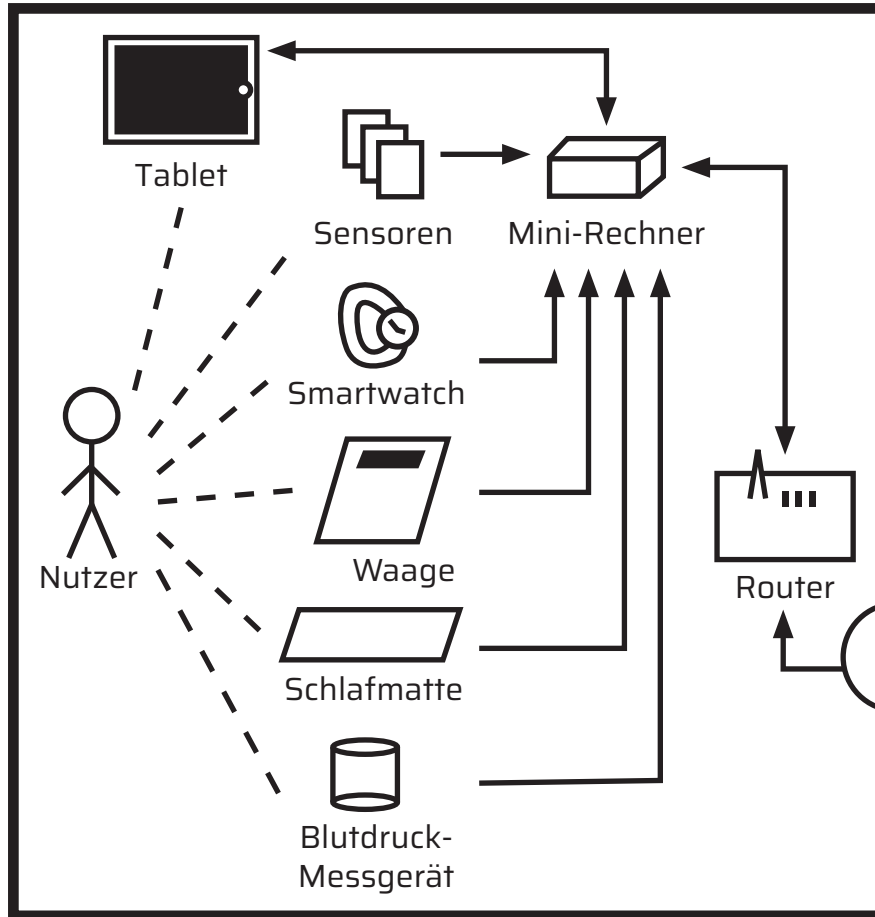 Tablet
Sensoren
Mini-Rechner
Smartwatch
Waage
Nutzer
Router
Schlafmatte
Blutdruck-
Messgerät